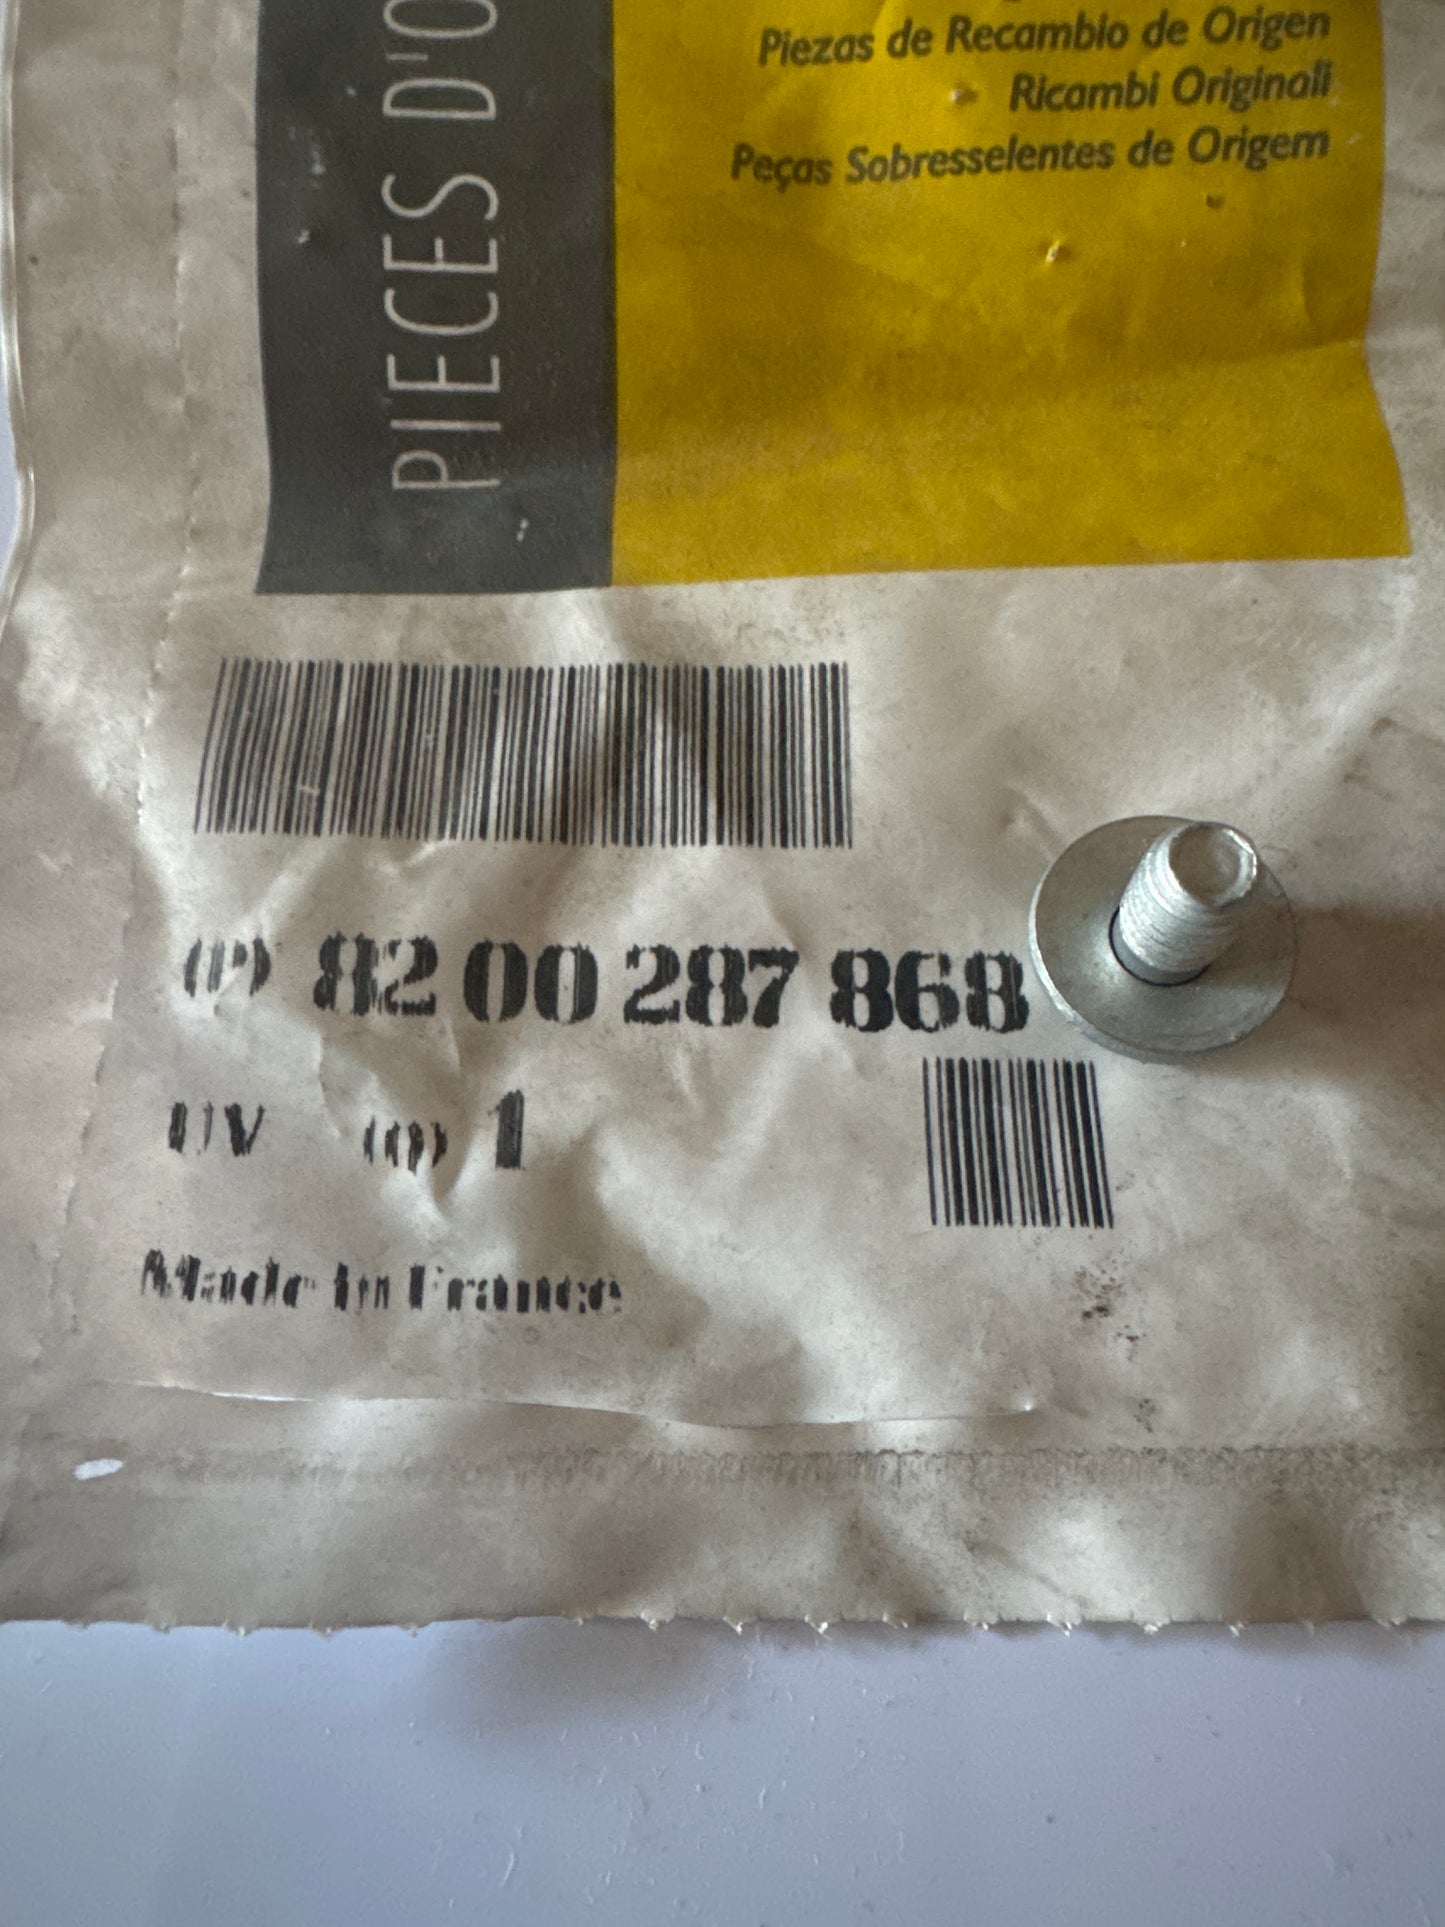 PIECES D'O
Piezas de Recambio de Origen
Ricambi Originali
Peças Sobresselentes de Origem
(P) 82 00 287 868
UV (Q) 1
Made in France